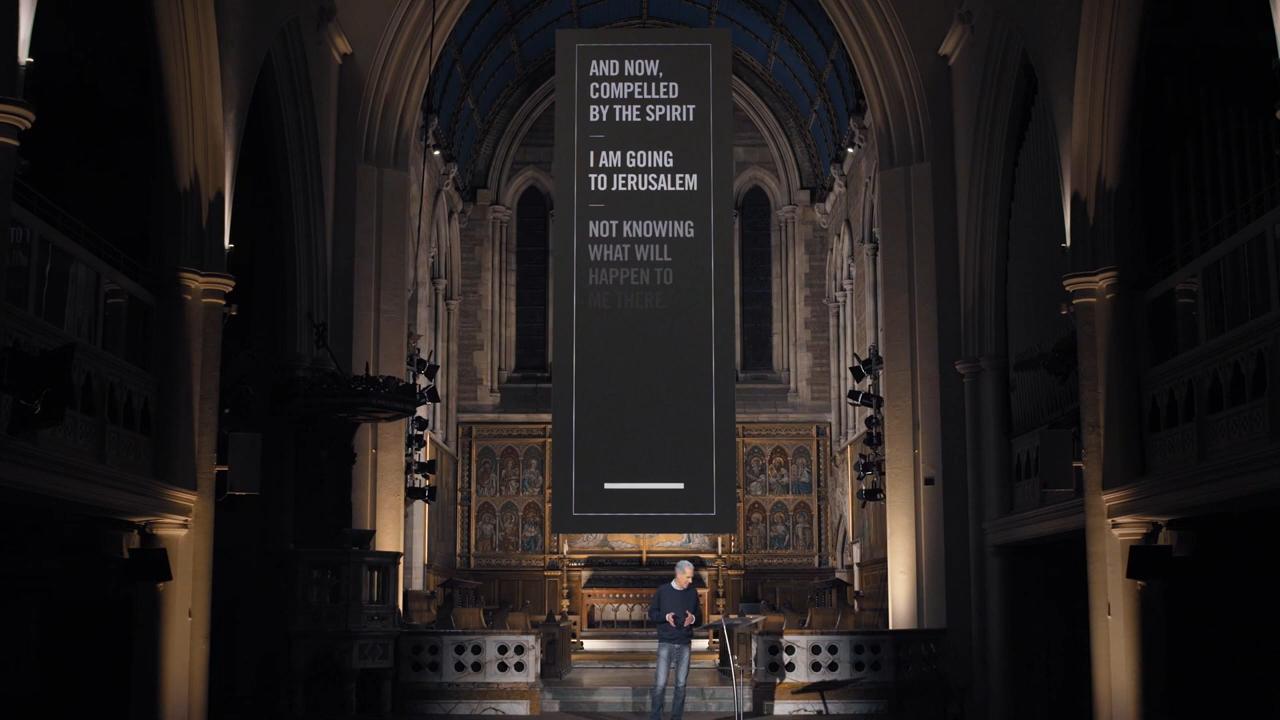 AND NOW,
COMPELLED
BY THE SPIRIT
I AM GOING
TO JERUSALEM
NOT KNOWING
WHAT WILL
HAPPEN TO
ME THERE.